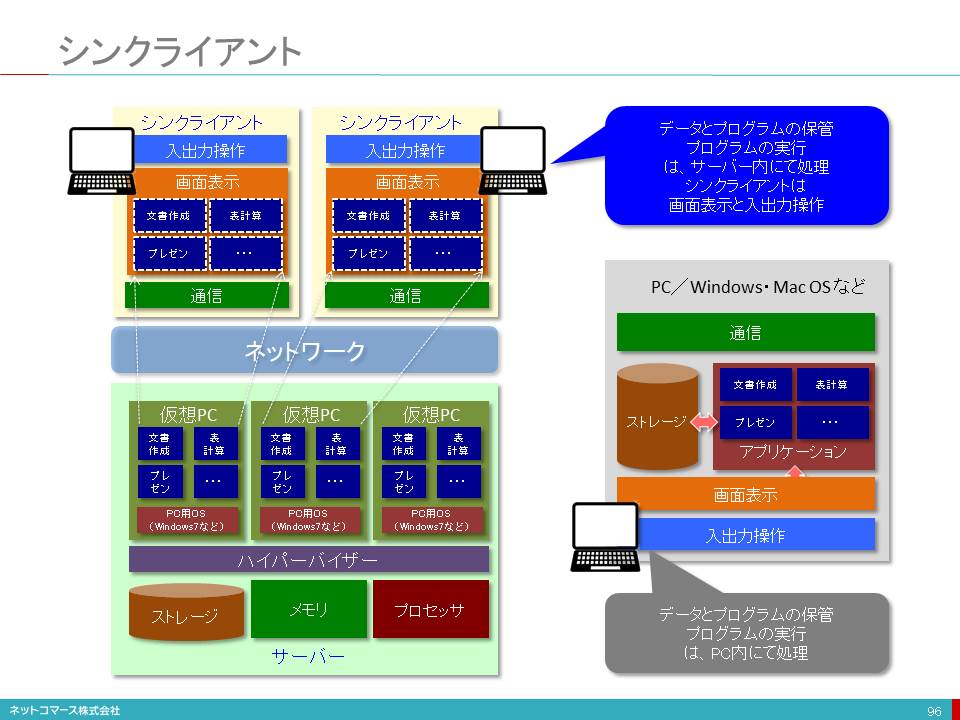 シンクライアント
シンクライアント
入出力操作
画面表示
文書作成
表計算
プレゼン
…
通信
シンクライアント
入出力操作
画面表示
文書作成
表計算
プレゼン
…
通信
ネットワーク
仮想PC
文書
作成
表
計算
プレ
ゼン
…
PC用OS
（Windows7など）
仮想PC
文書
作成
表
計算
プレ
ゼン
…
PC用OS
（Windows7など）
仮想PC
文書
作成
表
計算
プレ
ゼン
…
PC用OS
（Windows7など）
ハイパーバイザー
ストレージ
メモリ
プロセッサ
サーバー
データとプログラムの保管
プログラムの実行
は、サーバー内にて処理
シンクライアントは
画面表示と入出力操作
PC／Windows・Mac OSなど
通信
ストレージ
文書作成
表計算
プレゼン
…
アプリケーション
画面表示
入出力操作
データとプログラムの保管
プログラムの実行
は、PC内にて処理
ネットコマース株式会社
96